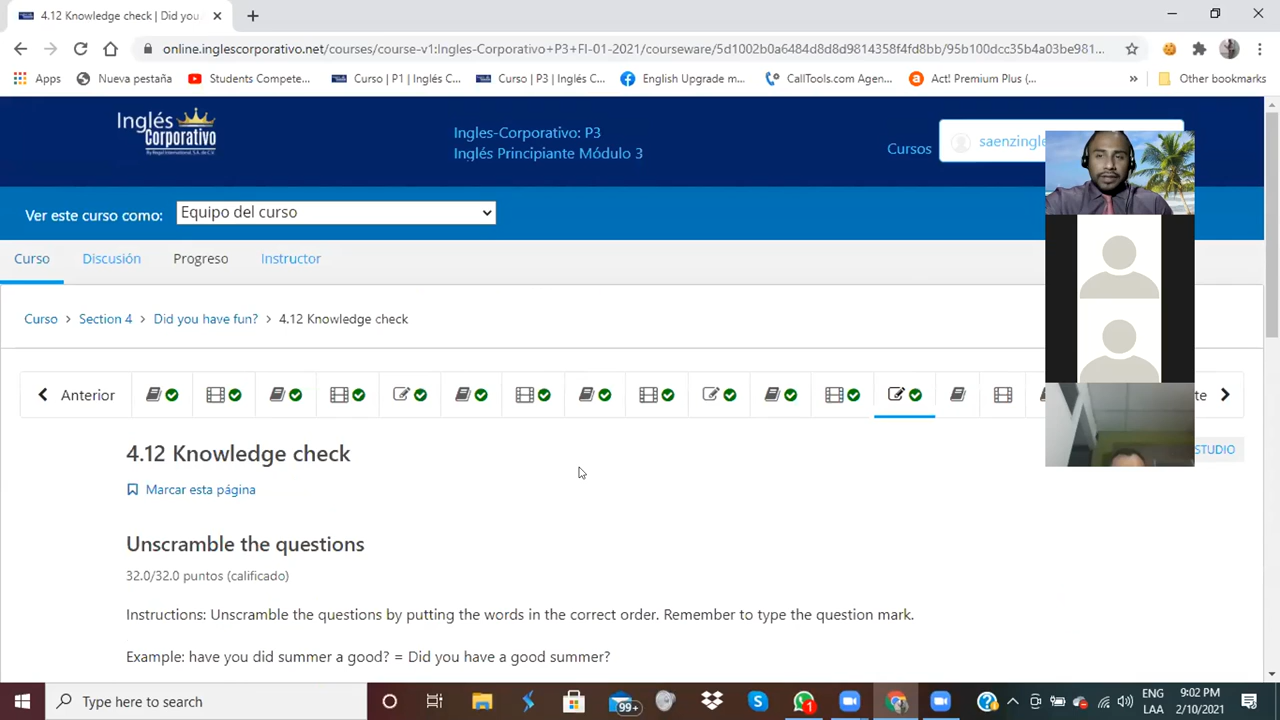 4.12 Knowledge check | Did you
online.inglescorporativo.net/courses/course-v1:Ingles-Corporativo+P3+FI-01-2021/courseware/5d1002b0a6484d8d8d9814358f4fd8bb/95b100dcc35b4a03be981...
Apps Nueva pestaña Students Compete... Curso | P1 | Inglés C... Curso | P3 | Inglés C... English Upgrade m... CallTools.com Agen... Act! Premium Plus (... » Other bookmarks
Inglés
Corporativo
By Regal International, S.A. de C.V.
Ingles-Corporativo: P3
Inglés Principiante Módulo 3
Cursos saenzingle
Ver este curso como: Equipo del curso
Curso Discusión Progreso Instructor
Curso > Section 4 > Did you have fun? > 4.12 Knowledge check
Anterior te
4.12 Knowledge check
STUDIO
Marcar esta página
Unscramble the questions
32.0/32.0 puntos (calificado)
Instructions: Unscramble the questions by putting the words in the correct order. Remember to type the question mark.
Example: have you did summer a good? = Did you have a good summer?
Type here to search 99+ 1 ENG LAA 9:02 PM 2/10/2021